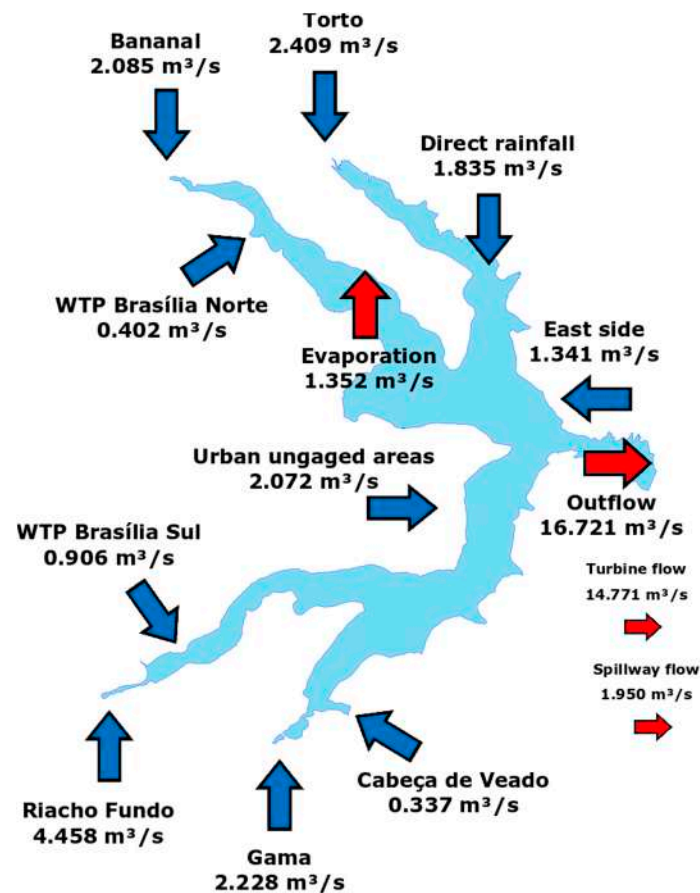 Torto
2.409 m³/s
Bananal
2.085 m³/s
Direct rainfall
1.835 m³/s
WTP Brasília Norte
0.402 m³/s
Evaporation
1.352 m³/s
East side
1.341 m³/s
Urban ungaged areas
2.072 m³/s
Outflow
16.721 m³/s
WTP Brasília Sul
0.906 m³/s
Turbine flow
14.771 m³/s
Spillway flow
1.950 m³/s
Cabeça de Veado
0.337 m³/s
Riacho Fundo
4.458 m³/s
Gama
2.228 m³/s